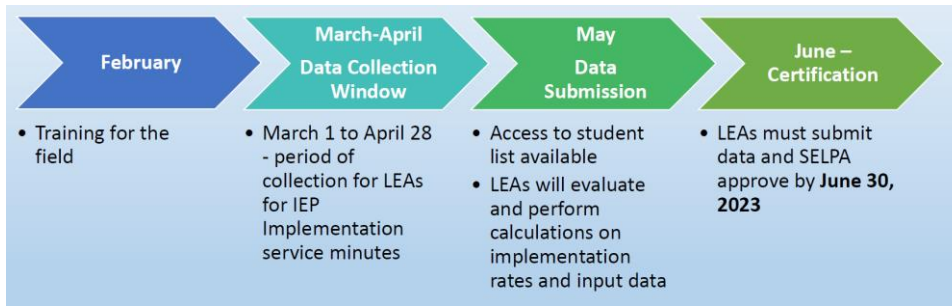 February
March-April
Data Collection
Window
May
Data
Submission
June –
Certification
• Training for the
field
• March 1 to April 28
- period of
collection for LEAs
for IEP
Implementation
service minutes
• Access to student
list available
• LEAs will evaluate
and perform
calculations on
implementation
rates and input data
• LEAs must submit
data and SELPA
approve by June 30,
2023